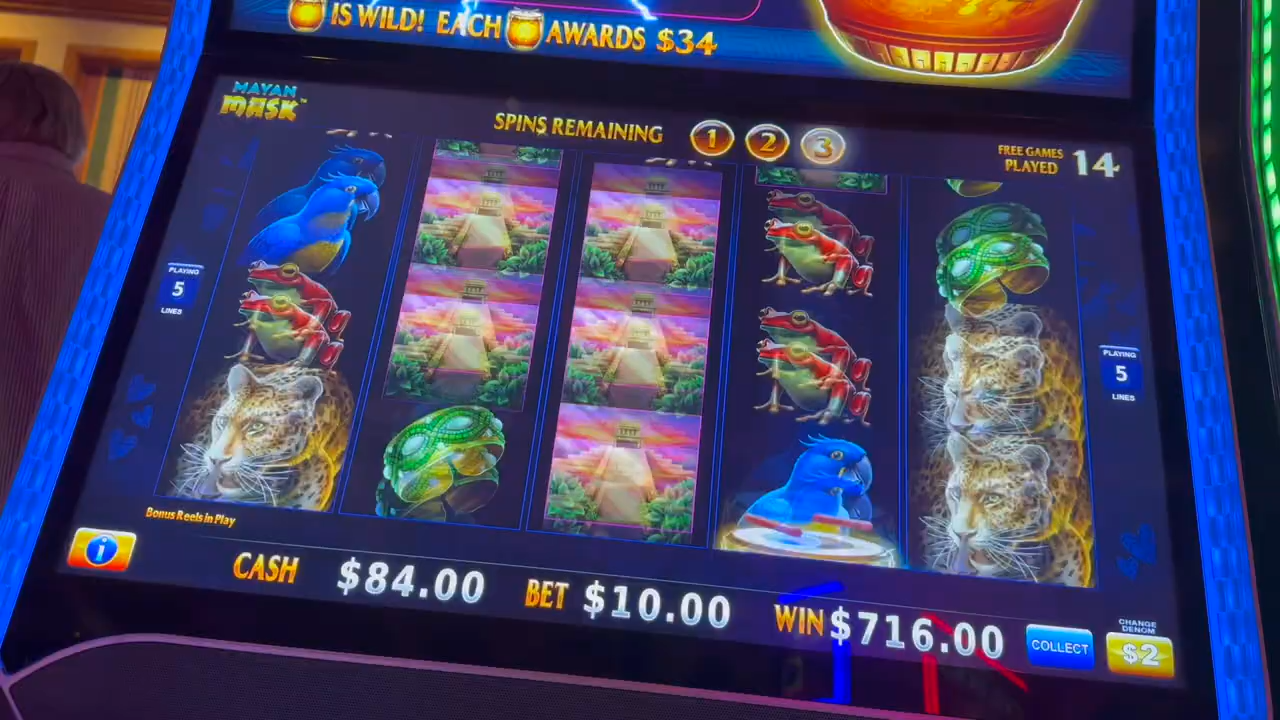 IS WILD! EACH AWARDS $34
MAYAN
MASK™
SPINS REMAINING 1 2 3
FREE GAMES
PLAYED 14
PLAYING
5
LINES
PLAYING
5
LINES
Bonus Reels in Play
i
CASH $84.00 BET $10.00 WIN $716.00
COLLECT
CHANGE
DENOM
$2